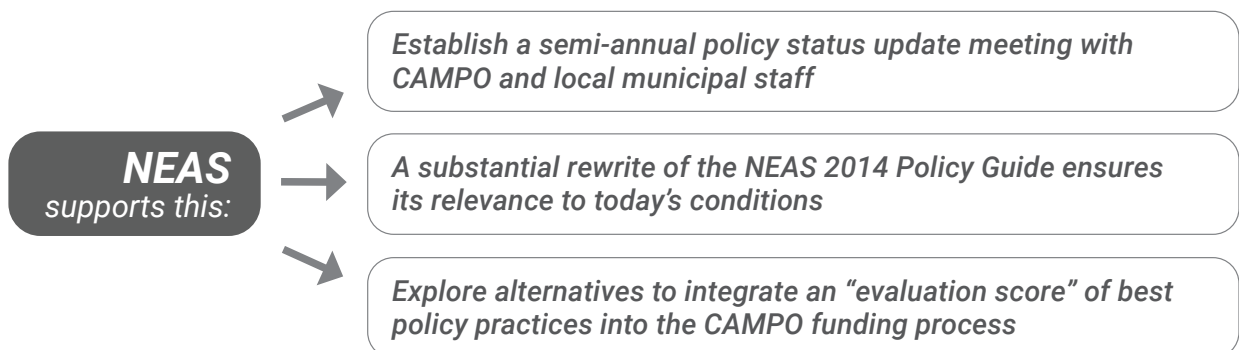 NEAS
supports this:
Establish a semi-annual policy status update meeting with
CAMPO and local municipal staff
A substantial rewrite of the NEAS 2014 Policy Guide ensures
its relevance to today's conditions
Explore alternatives to integrate an “evaluation score” of best
policy practices into the CAMPO funding process